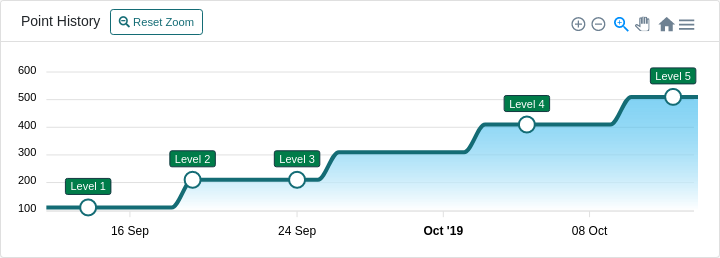 Point History
Reset Zoom
600
500
400
300
200
100
Level 1
Level 2
Level 3
Level 4
Level 5
16 Sep
24 Sep
Oct '19
08 Oct